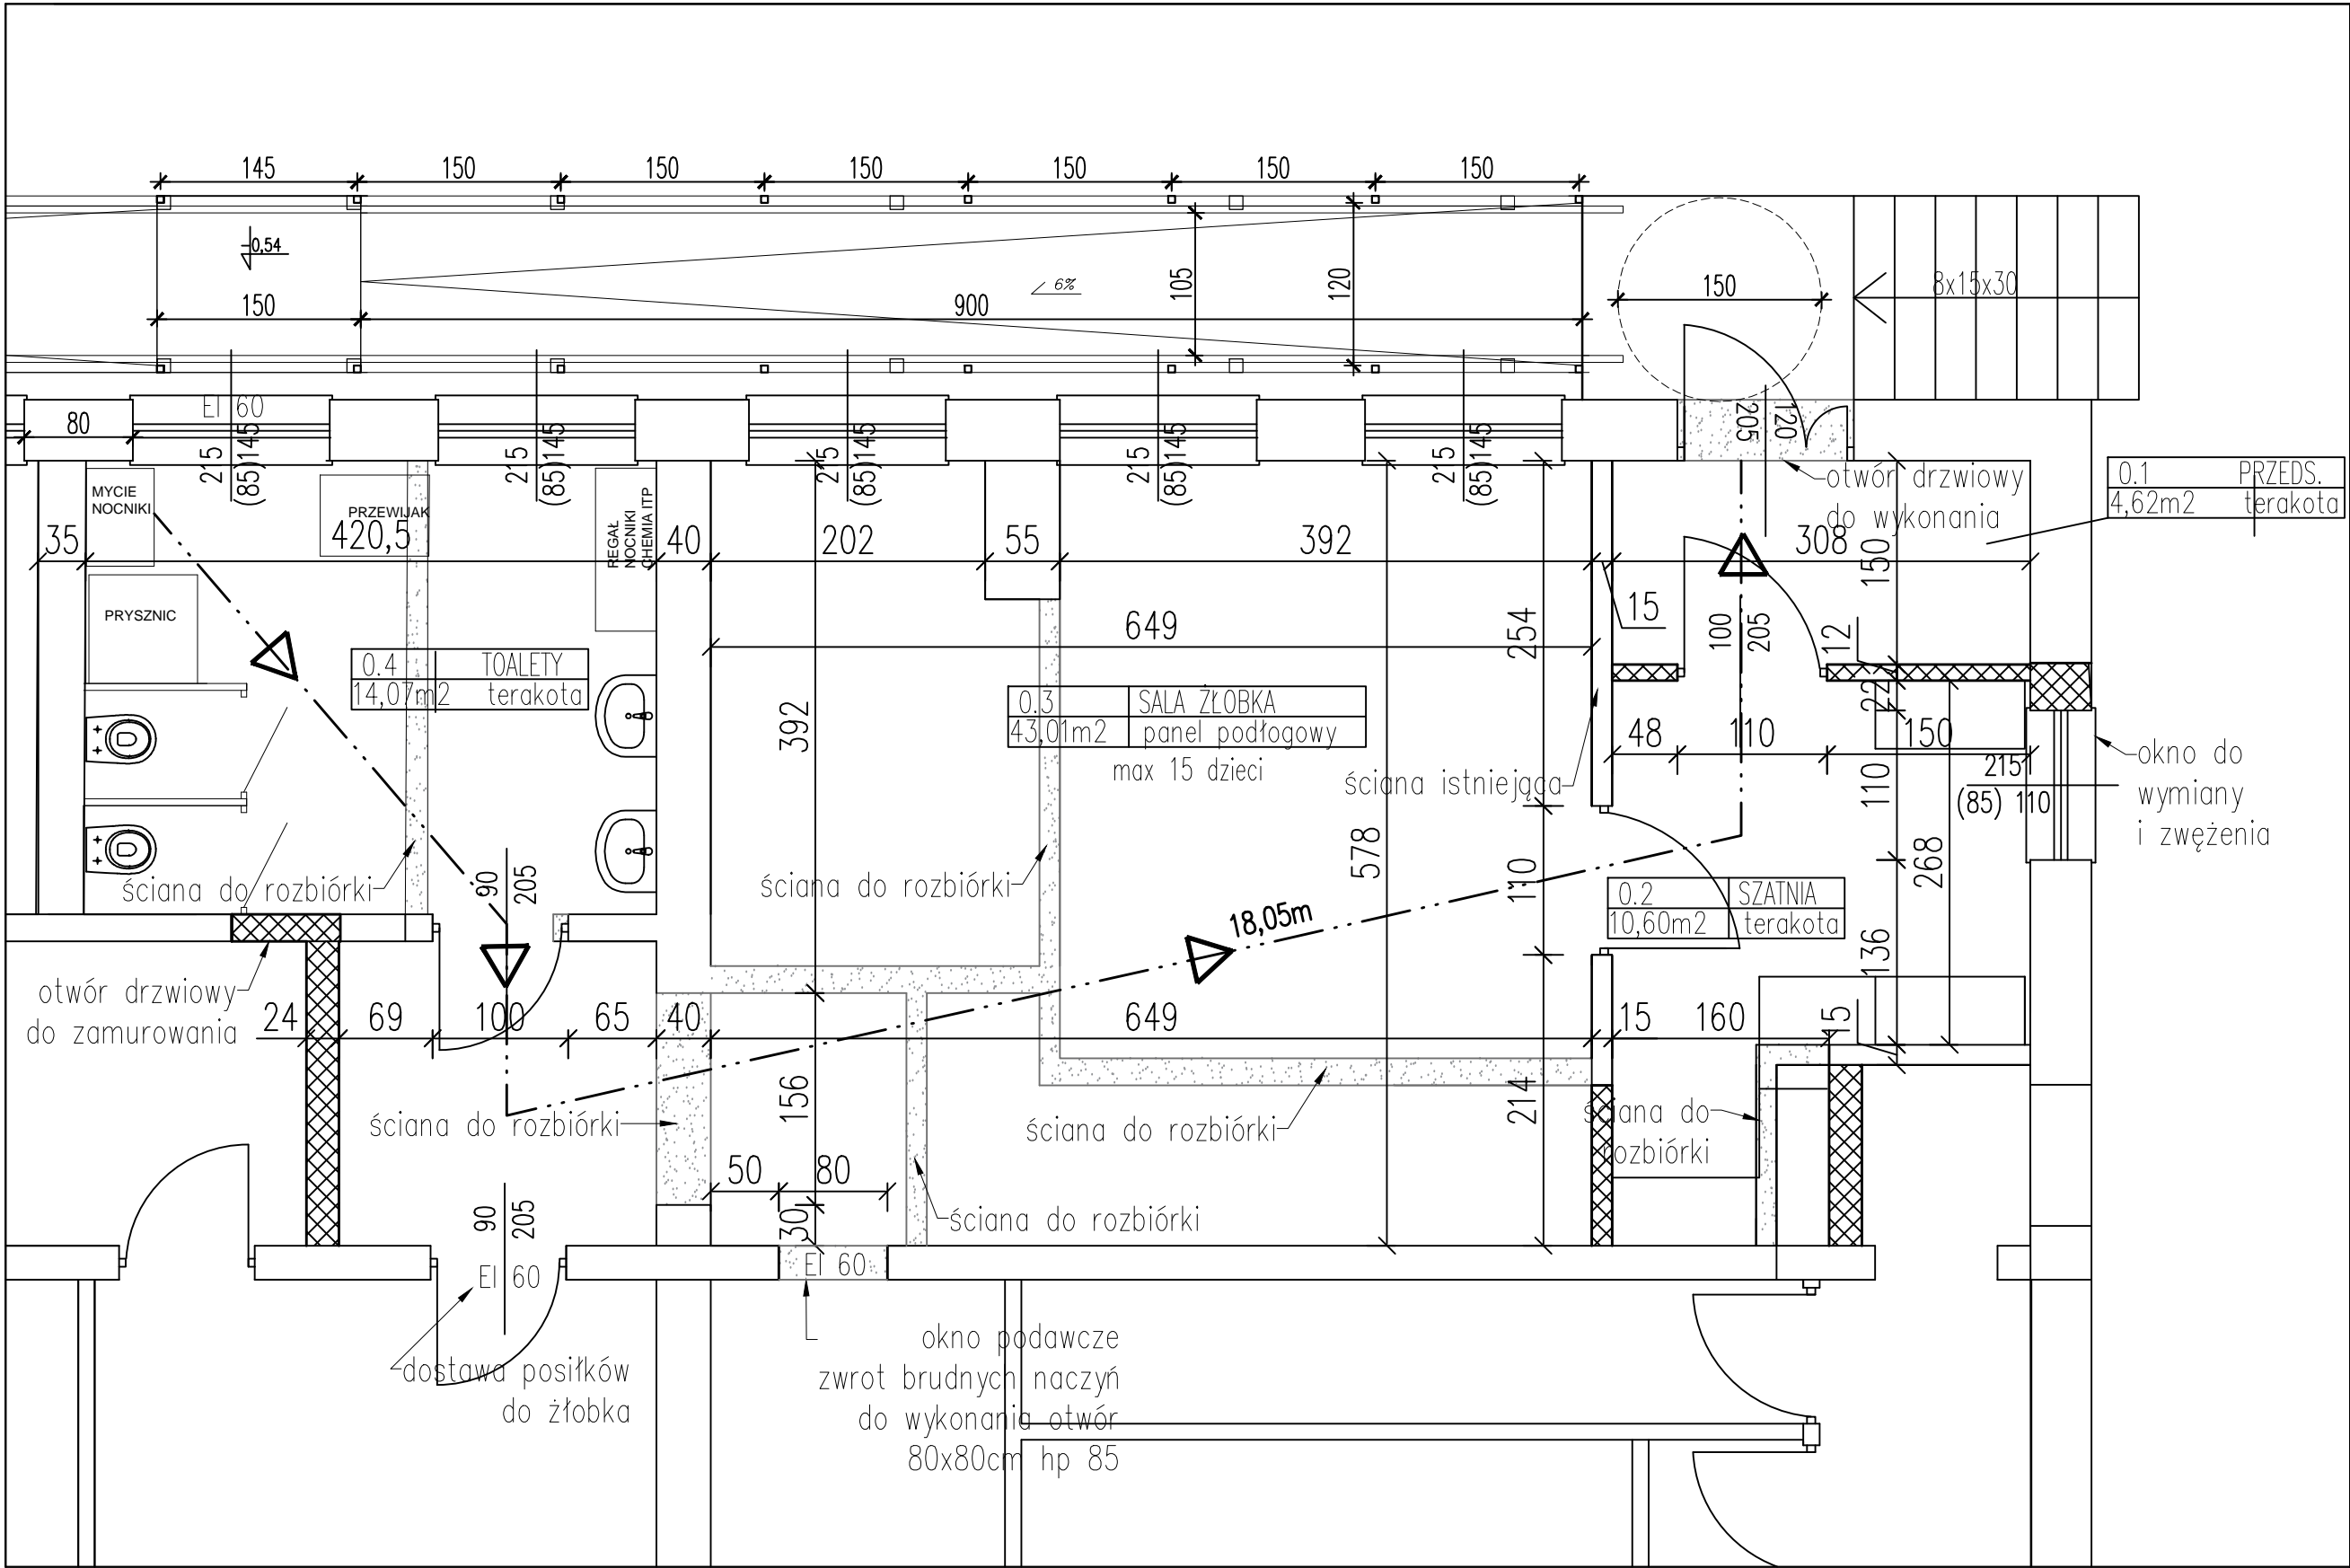 145
150
150
150
150
150
150
-0,54
150
900
6%
105
120
150
8x15x30
80
EI 60
215
(85)145
215
(85)145
215
(85)145
215
(85)145
215
(85)145
205
120
otwór drzwiowy
do wykonania
0.1 PRZEDS.
4,62m2 terakota
MYCIE
NOCNIKI
PRZEWIJAK
REGAŁ
NOCNIKI
CHEMIA ITP
35
420,5
40
202
55
392
308
150
PRYSZNIC
649
254
15
100
205
12
0.4 TOALETY
14,07m2 terakota
0.3 SALA ŻŁOBKA
43,01m2 panel podłogowy
max 15 dzieci
22
392
48
110
150
215
(85) 110
okno do
wymiany
i zwężenia
ściana istniejąca
110
578
268
ściana do rozbiórki
90
205
ściana do rozbiórki
110
0.2 SZATNIA
10,60m2 terakota
18,05m
136
otwór drzwiowy
do zamurowania
24
69
100
65
40
649
15
160
15
156
214
ściana do rozbiórki
ściana do rozbiórki
ściana do
rozbiórki
50
80
90
205
30
ściana do rozbiórki
EI 60
EI 60
dostawa posiłków
do żłobka
okno podawcze
zwrot brudnych naczyń
do wykonania otwór
80x80cm hp 85